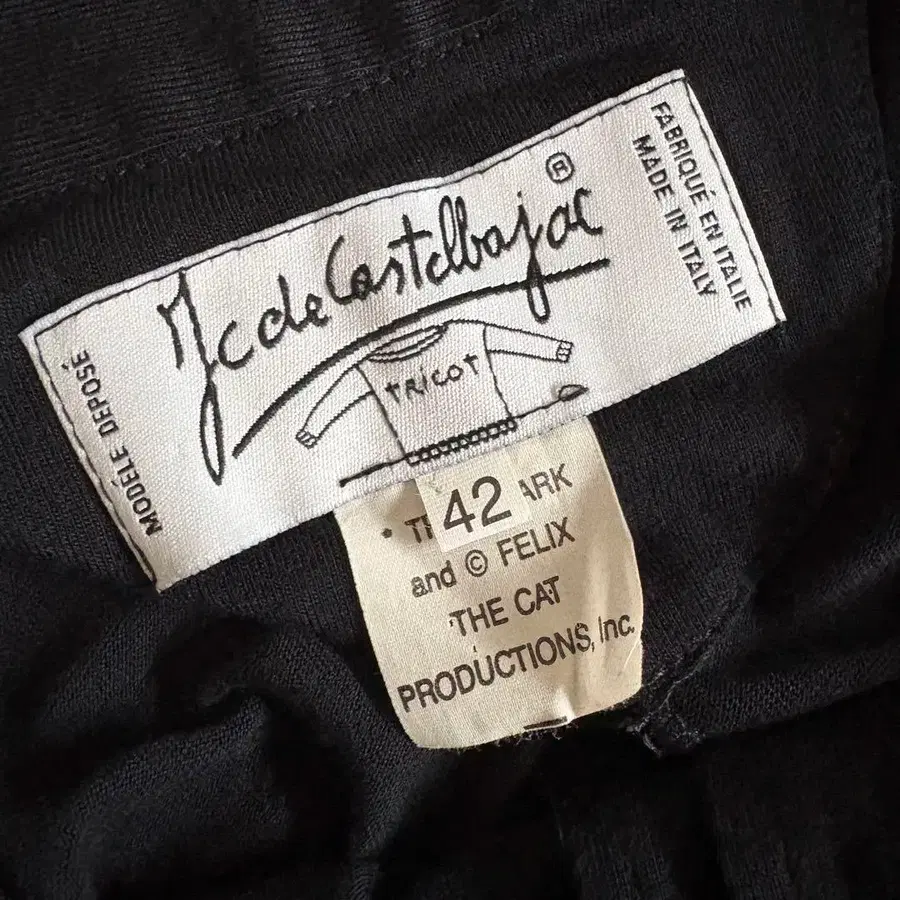 Jc de Castelbajac ®
TRICOT
MODÈLE DEPOSÉ
FABRIQUÉ EN ITALIE
MADE IN ITALY
42
* ARK
and © FELIX
THE CAT
PRODUCTIONS, Inc.